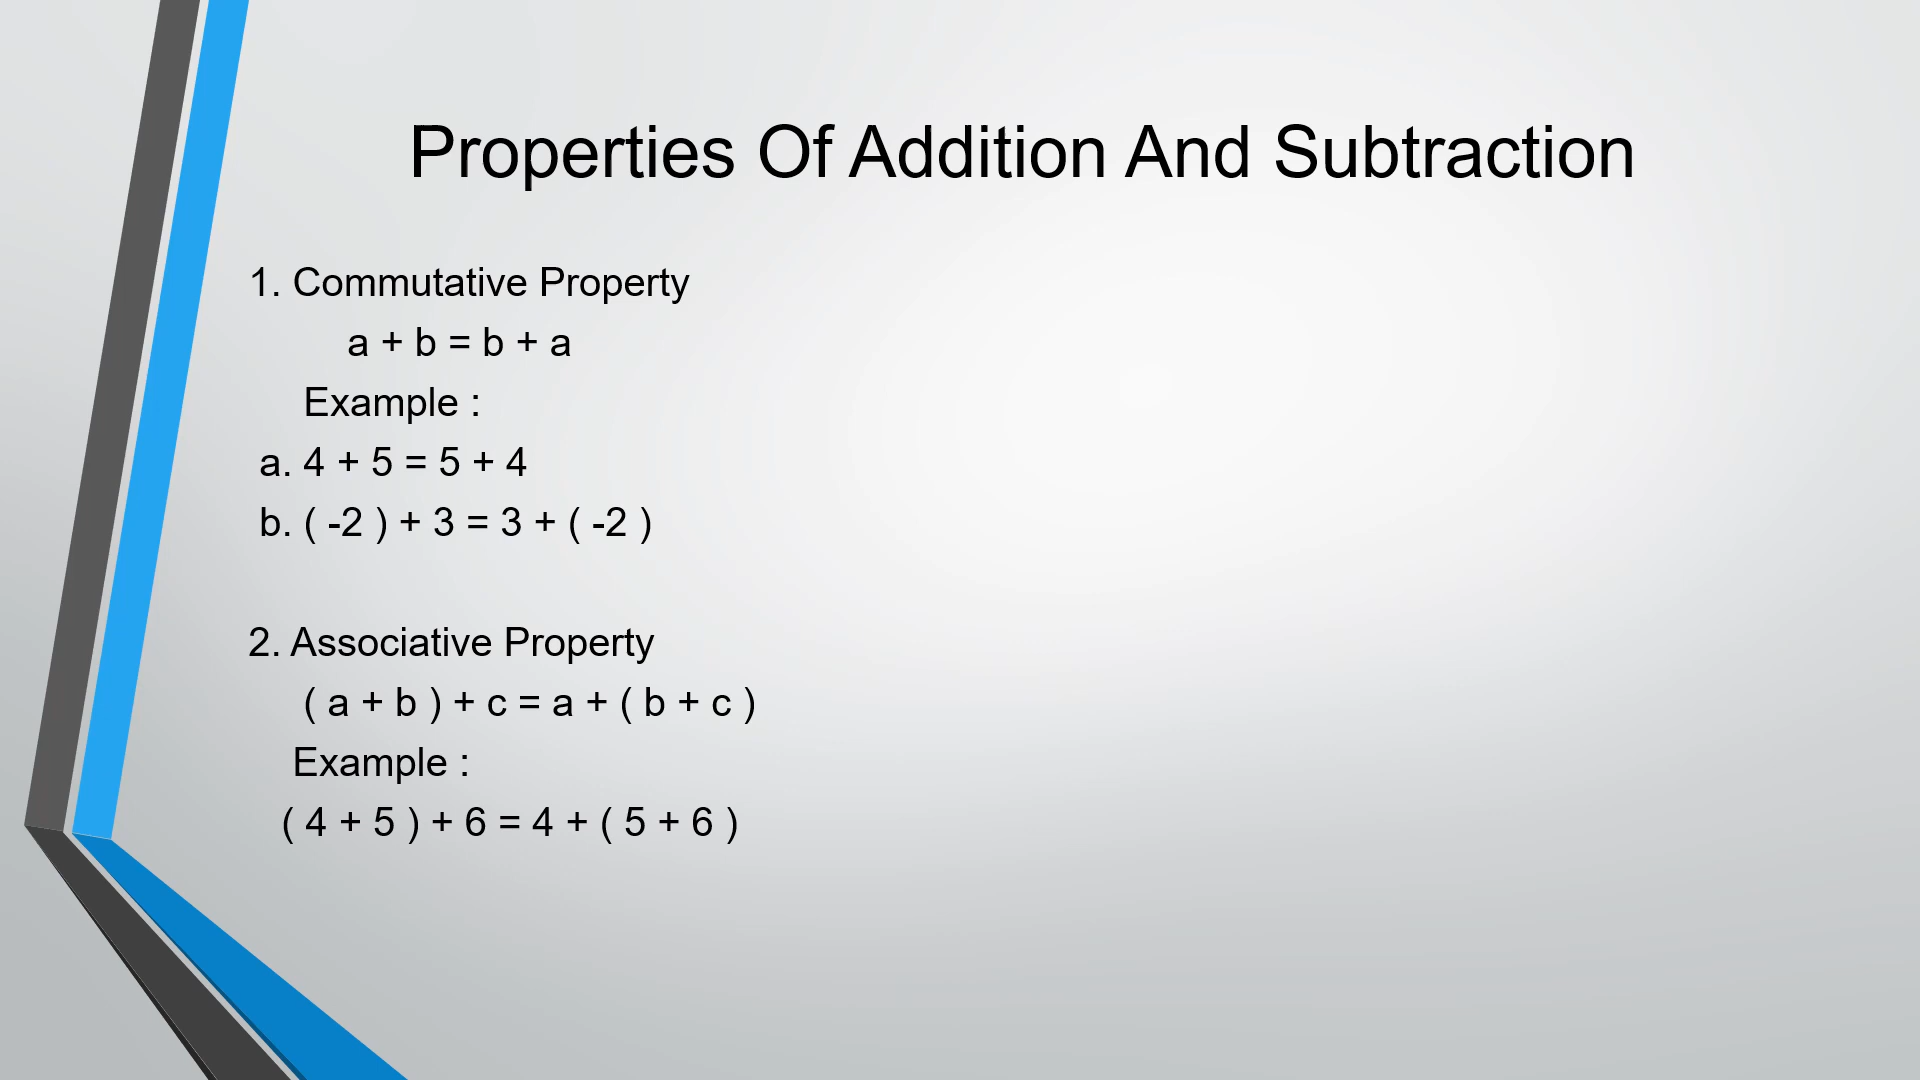 Properties Of Addition And Subtraction
1. Commutative Property
a + b = b + a
Example :
a. 4 + 5 = 5 + 4
b. ( -2 ) + 3 = 3 + ( -2 )
2. Associative Property
( a + b ) + c = a + ( b + c )
Example :
( 4 + 5 ) + 6 = 4 + ( 5 + 6 )